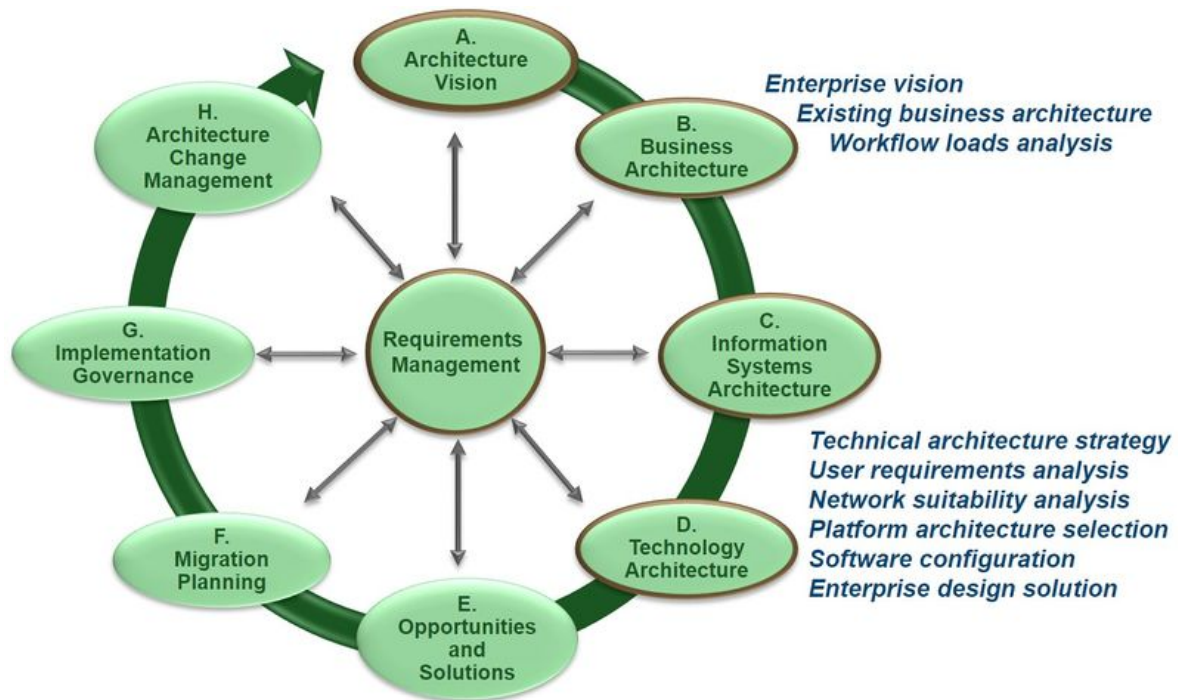 A.
Architecture
Vision
B.
Business
Architecture
Enterprise vision
Existing business architecture
Workflow loads analysis
H.
Architecture
Change
Management
Requirements
Management
C.
Information
Systems
Architecture
G.
Implementation
Governance
Technical architecture strategy
User requirements analysis
Network suitability analysis
Platform architecture selection
Software configuration
Enterprise design solution
D.
Technology
Architecture
F.
Migration
Planning
E.
Opportunities
and
Solutions